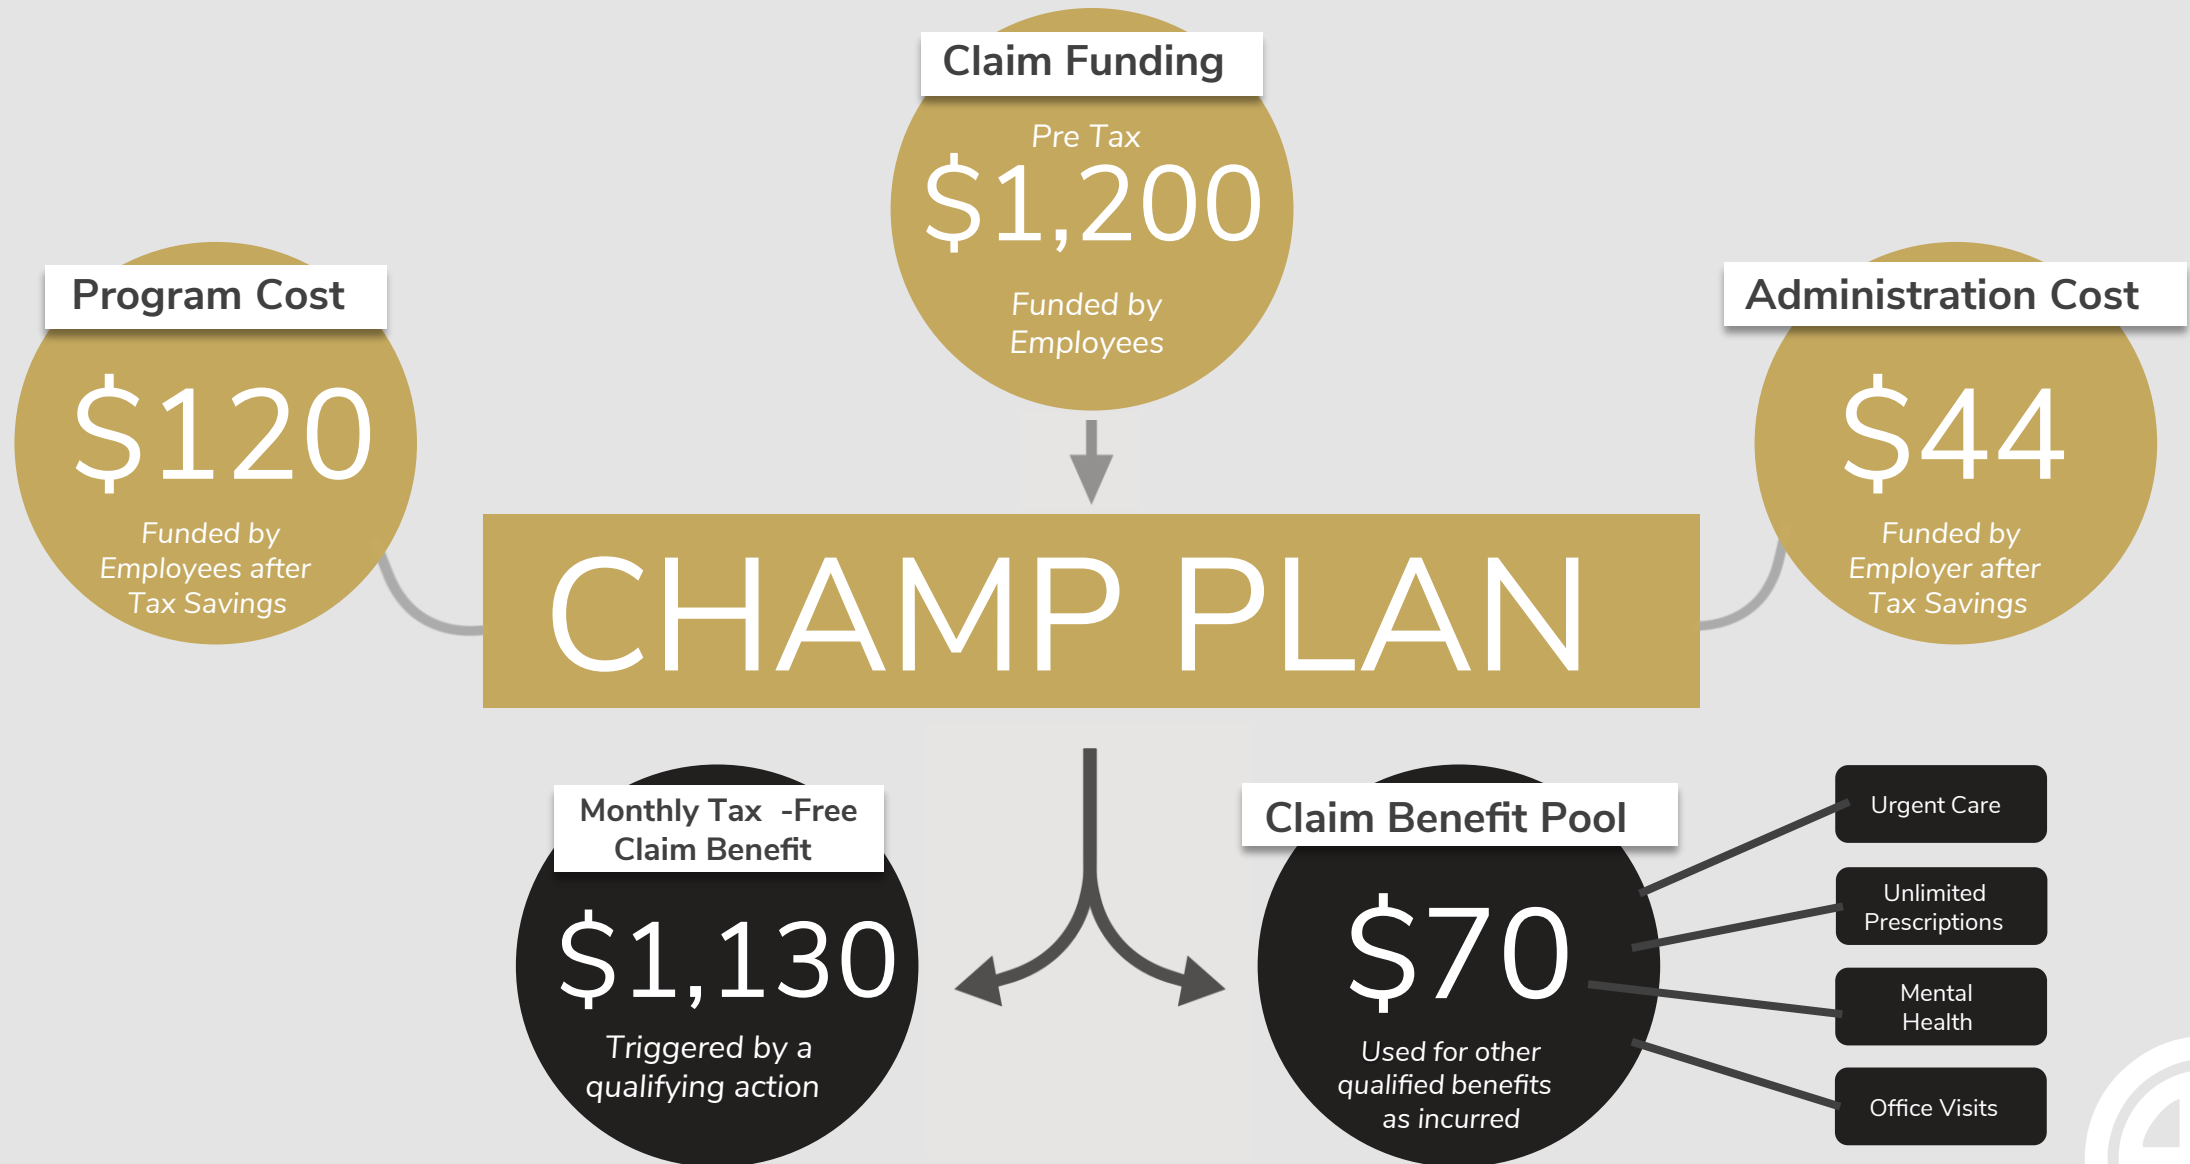 Claim Funding
Pre Tax
$1,200
Funded by
Employees
Program Cost
$120
Funded by
Employees after
Tax Savings
Administration Cost
$44
Funded by
Employer after
Tax Savings
CHAMP PLAN
Monthly Tax -Free
Claim Benefit
$1,130
Triggered by a
qualifying action
Claim Benefit Pool
$70
Used for other
qualified benefits
as incurred
Urgent Care
Unlimited
Prescriptions
Mental
Health
Office Visits